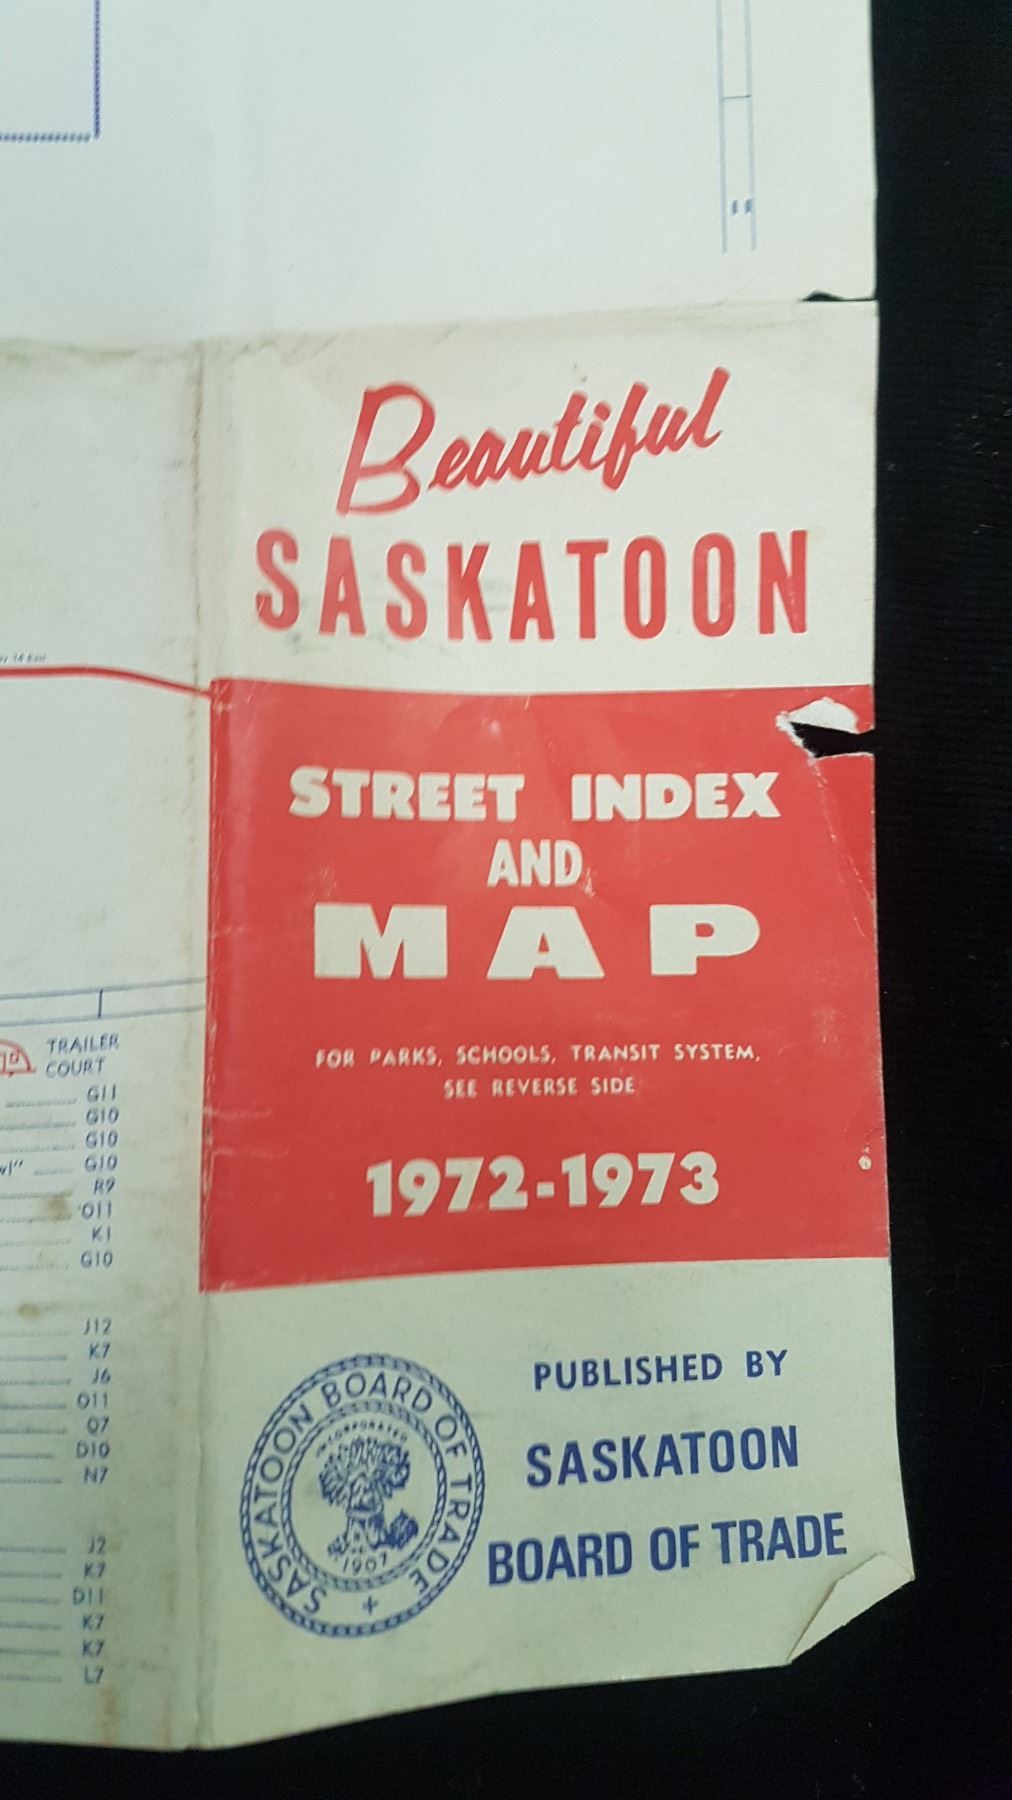 Beautiful
SASKATOON
STREET INDEX
AND
MAP
FOR PARKS, SCHOOLS, TRANSIT SYSTEM,
SEE REVERSE SIDE
1972-1973
PUBLISHED BY
SASKATOON
BOARD OF TRADE
SASKATOON BOARD OF TRADE
INCORPORATED
1907
14 East
TRAILER
COURT
G11
G10
G10
G10
R9
O11
K1
G10
J12
K7
J6
O11
Q7
D10
N7
J2
K7
D11
K7
K7
L7